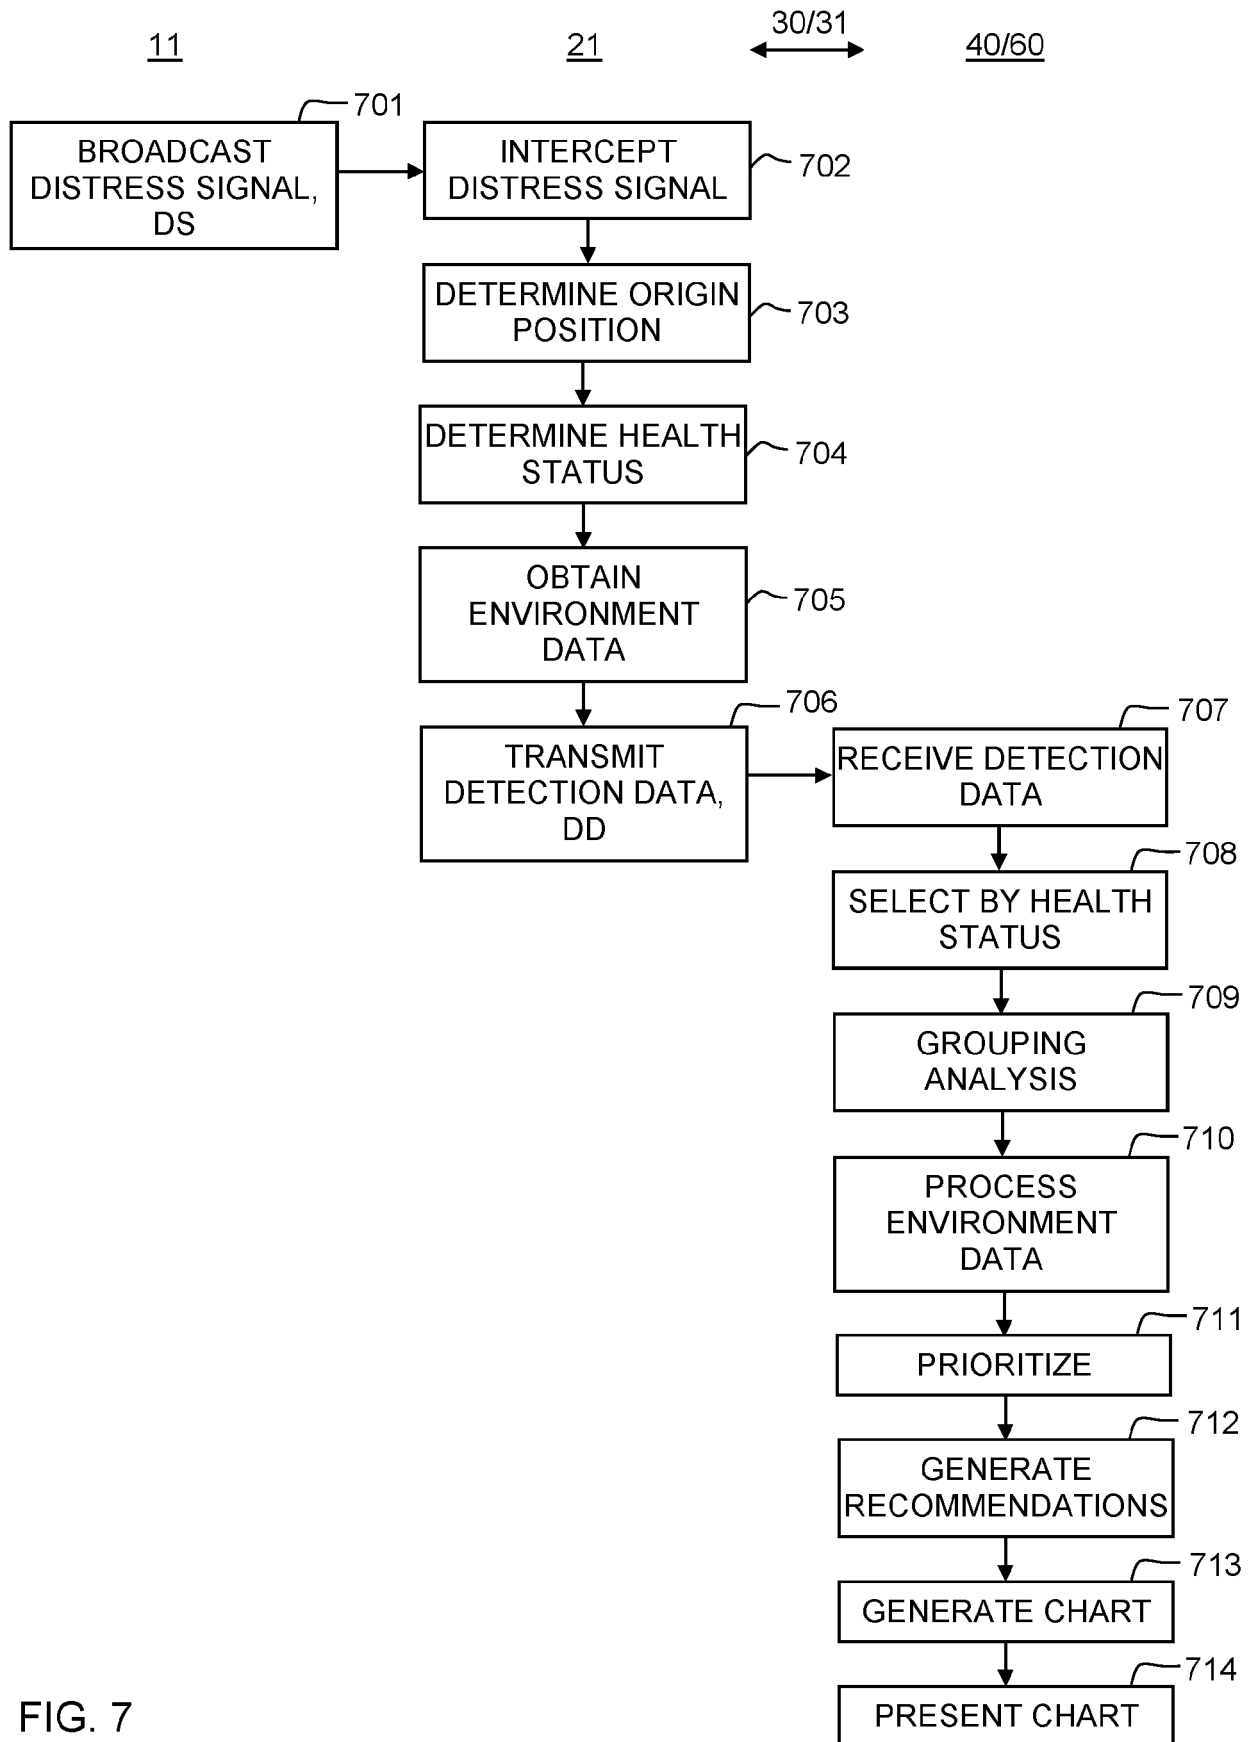 11
21
30/31
40/60
701
BROADCAST
DISTRESS SIGNAL,
DS
INTERCEPT
DISTRESS SIGNAL
702
DETERMINE ORIGIN
POSITION
703
DETERMINE HEALTH
STATUS
704
OBTAIN
ENVIRONMENT
DATA
705
706
TRANSMIT
DETECTION DATA,
DD
707
RECEIVE DETECTION
DATA
708
SELECT BY HEALTH
STATUS
709
GROUPING
ANALYSIS
710
PROCESS
ENVIRONMENT
DATA
711
PRIORITIZE
712
GENERATE
RECOMMENDATIONS
713
GENERATE CHART
714
PRESENT CHART
FIG. 7